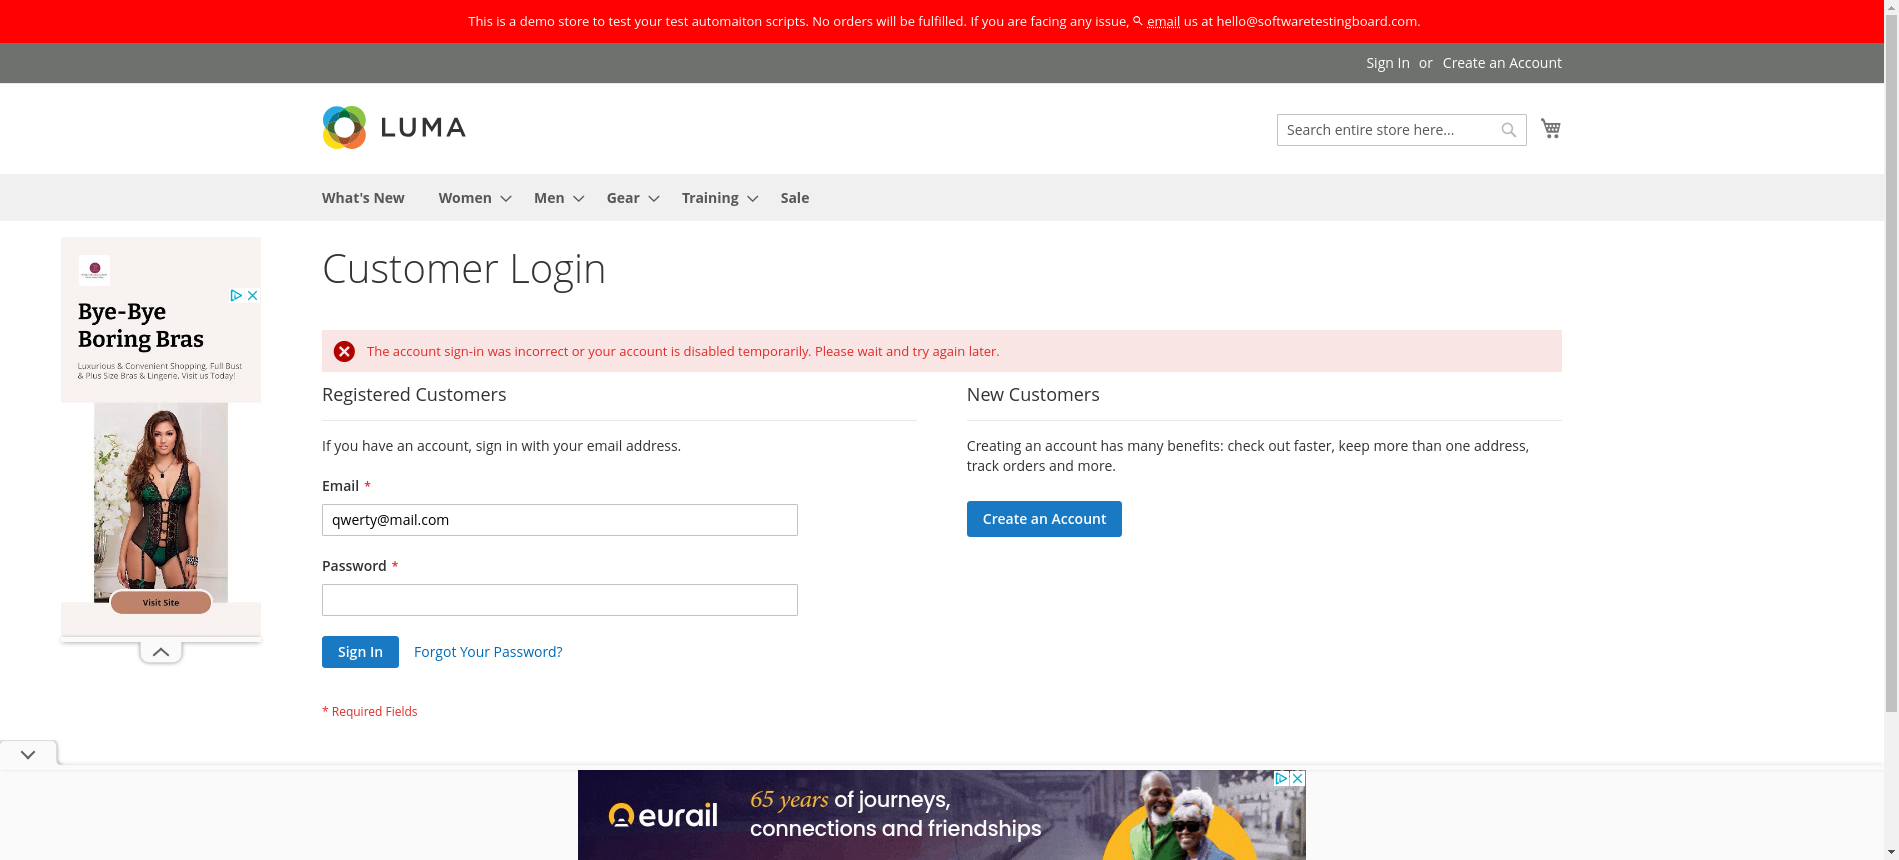 This is a demo store to test your test automaiton scripts. No orders will be fulfilled. If you are facing any issue, email us at hello@softwaretestingboard.com.
Sign In or Create an Account
LUMA
Search entire store here...
What's New Women Men Gear Training Sale
Customer Login
Bye-Bye
Boring Bras
Luxurious & Convenient Shopping. Full Bust
& Plus Size Bras & Lingerie. Visit us Today!
Visit Site
The account sign-in was incorrect or your account is disabled temporarily. Please wait and try again later.
Registered Customers
If you have an account, sign in with your email address.
Email *
qwerty@mail.com
Password *
Sign In Forgot Your Password?
* Required Fields
New Customers
Creating an account has many benefits: check out faster, keep more than one address,
track orders and more.
Create an Account
eurail
65 years of journeys,
connections and friendships